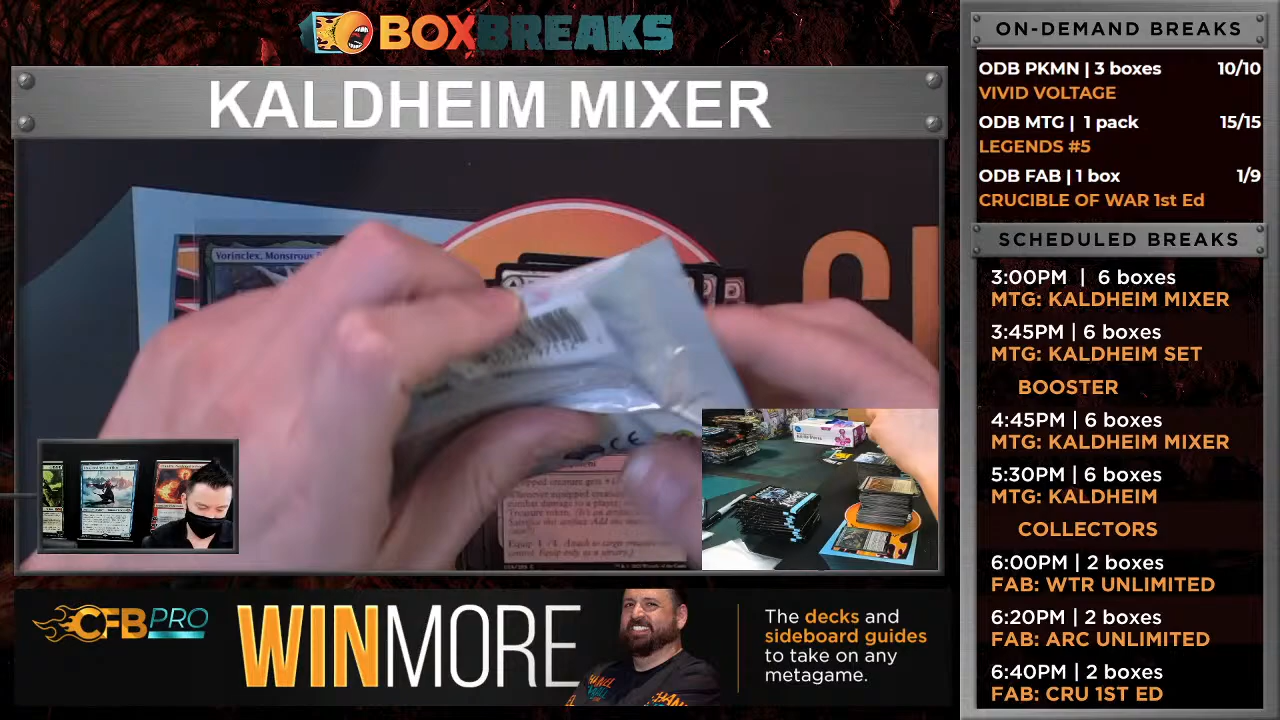 BOXBREAKS
KALDHEIM MIXER
Vorinclex, Monstrous
CFBPRO
WINMORE
The decks and
sideboard guides
to take on any
metagame.
ON-DEMAND BREAKS
ODB PKMN | 3 boxes 10/10
VIVID VOLTAGE
ODB MTG | 1 pack 15/15
LEGENDS #5
ODB FAB | 1 box 1/9
CRUCIBLE OF WAR 1st Ed
SCHEDULED BREAKS
3:00PM | 6 boxes
MTG: KALDHEIM MIXER
3:45PM | 6 boxes
MTG: KALDHEIM SET
BOOSTER
4:45PM | 6 boxes
MTG: KALDHEIM MIXER
5:30PM | 6 boxes
MTG: KALDHEIM
COLLECTORS
6:00PM | 2 boxes
FAB: WTR UNLIMITED
6:20PM | 2 boxes
FAB: ARC UNLIMITED
6:40PM | 2 boxes
FAB: CRU 1ST ED